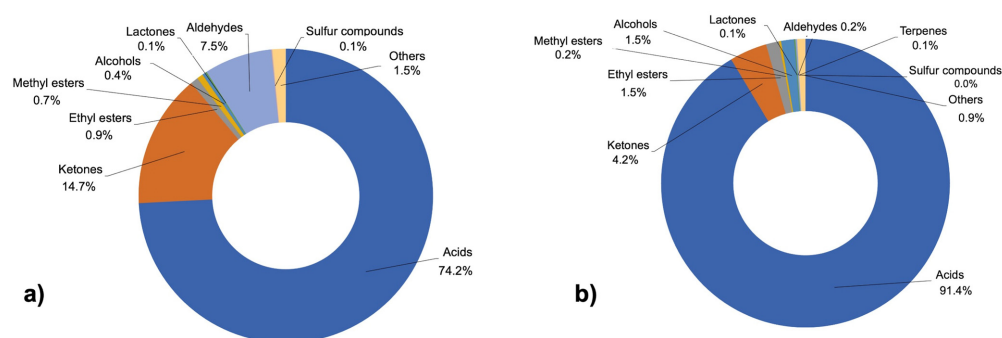 Lactones
0.1%
Aldehydes
7.5%
Sulfur compounds
0.1%
Others
1.5%
Alcohols
0.4%
Methyl esters
0.7%
Ethyl esters
0.9%
Ketones
14.7%
Acids
74.2%
a)
Alcohols
1.5%
Lactones
0.1%
Aldehydes 0.2%
Terpenes
0.1%
Methyl esters
0.2%
Sulfur compounds
0.0%
Ethyl esters
1.5%
Others
0.9%
Ketones
4.2%
Acids
91.4%
b)